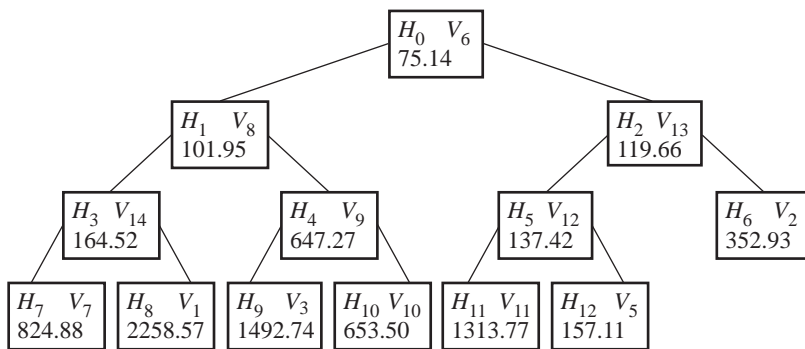 H₀ V₆
75.14
H₁ V₈
101.95
H₂ V₁₃
119.66
H₃ V₁₄
164.52
H₄ V₉
647.27
H₅ V₁₂
137.42
H₆ V₂
352.93
H₇ V₇
824.88
H₈ V₁
2258.57
H₉ V₃
1492.74
H₁₀ V₁₀
653.50
H₁₁ V₁₁
1313.77
H₁₂ V₅
157.11